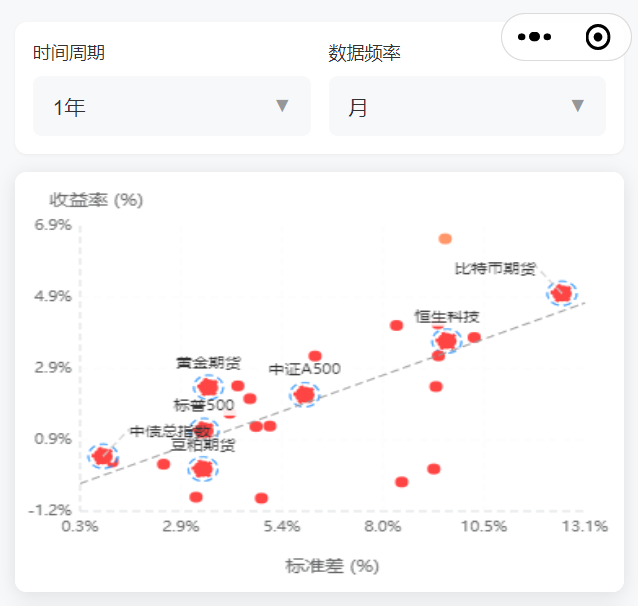 时间周期
数据频率
1年
月
收益率 (%)
6.9%
比特币期货
4.9%
恒生科技
2.9%
黄金期货
中证A500
标普500
0.9%
中债总指数
豆粕期货
-1.2%
0.3%
2.9%
5.4%
8.0%
10.5%
13.1%
标准差 (%)